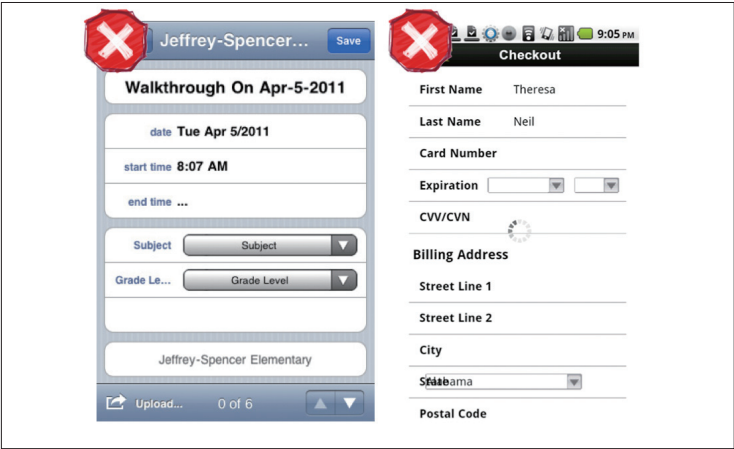 Jeffrey-Spencer... Save
Walkthrough On Apr-5-2011
date Tue Apr 5/2011
start time 8:07 AM
end time ...
Subject Subject
Grade Le... Grade Level
Jeffrey-Spencer Elementary
Upload... 0 of 6
9:05 PM
Checkout
First Name Theresa
Last Name Neil
Card Number
Expiration
CVV/CVN
Billing Address
Street Line 1
Street Line 2
City
State Alabama
Postal Code